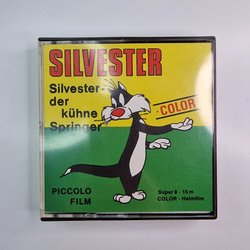 SILVESTER
Silvester-
der
kühne
Springer
COLOR
PICCOLO
FILM
Super 8 - 15 m
COLOR - Heimfilm